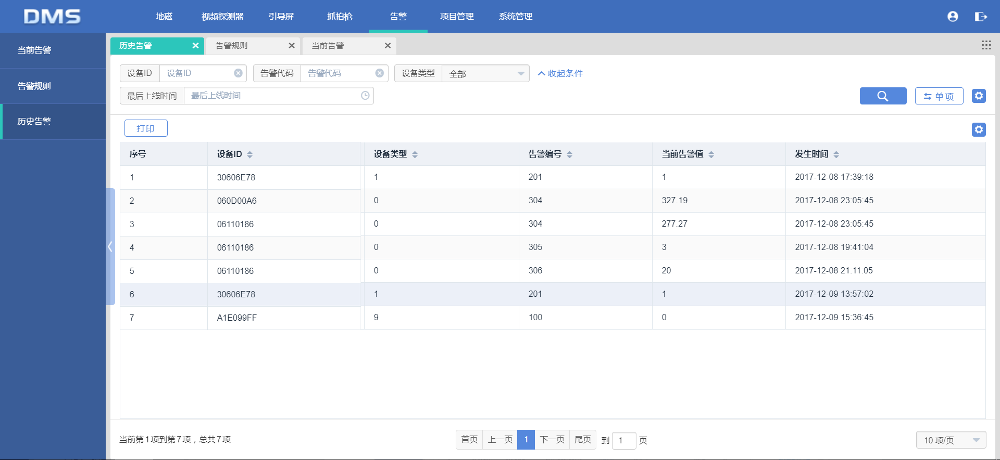 DMS 地磁 视频探测器 引导屏 抓拍枪 告警 项目管理 系统管理
当前告警
告警规则
历史告警
历史告警 告警规则 当前告警
设备ID 设备ID 告警代码 告警代码 设备类型 全部 收起条件
最后上线时间 最后上线时间 单项
打印
序号 设备ID 设备类型 告警编号 当前告警值 发生时间
1 30606E78 1 201 1 2017-12-08 17:39:18
2 060D00A6 0 304 327.19 2017-12-08 23:05:45
3 06110186 0 304 277.27 2017-12-08 23:05:45
4 06110186 0 305 3 2017-12-08 19:41:04
5 06110186 0 306 20 2017-12-08 21:11:05
6 30606E78 1 201 1 2017-12-09 13:57:02
7 A1E099FF 9 100 0 2017-12-09 15:36:45
当前第1项到第7项，总共7项 首页 上一页 1 下一页 尾页 到 1 页 10 项/页